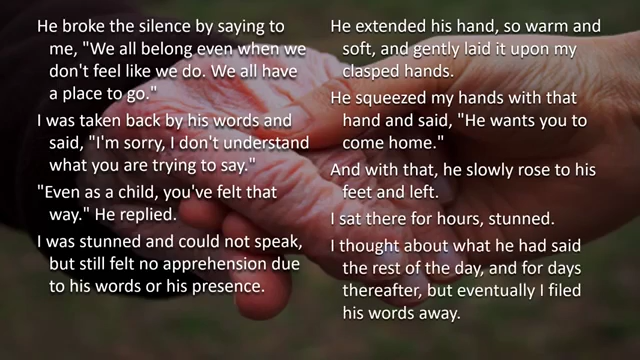 He broke the silence by saying to
me, "We all belong even when we
don't feel like we do. We all have
a place to go."
I was taken back by his words and
said, "I'm sorry, I don't understand
what you are trying to say."
"Even as a child, you've felt that
way." He replied.
I was stunned and could not speak,
but still felt no apprehension due
to his words or his presence.
He extended his hand, so warm and
soft, and gently laid it upon my
clasped hands.
He squeezed my hands with that
hand and said, "He wants you to
come home."
And with that, he slowly rose to his
feet and left.
I sat there for hours, stunned.
I thought about what he had said
the rest of the day, and for days
thereafter, but eventually I filed
his words away.